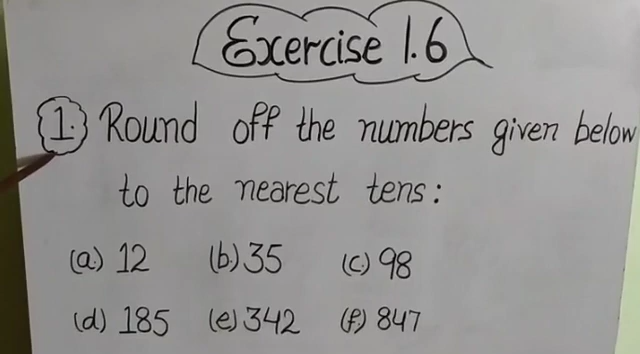 Exercise 1.6
1. Round off the numbers given below
to the nearest tens:
(a) 12 (b) 35 (c) 98
(d) 185 (e) 342 (f) 847